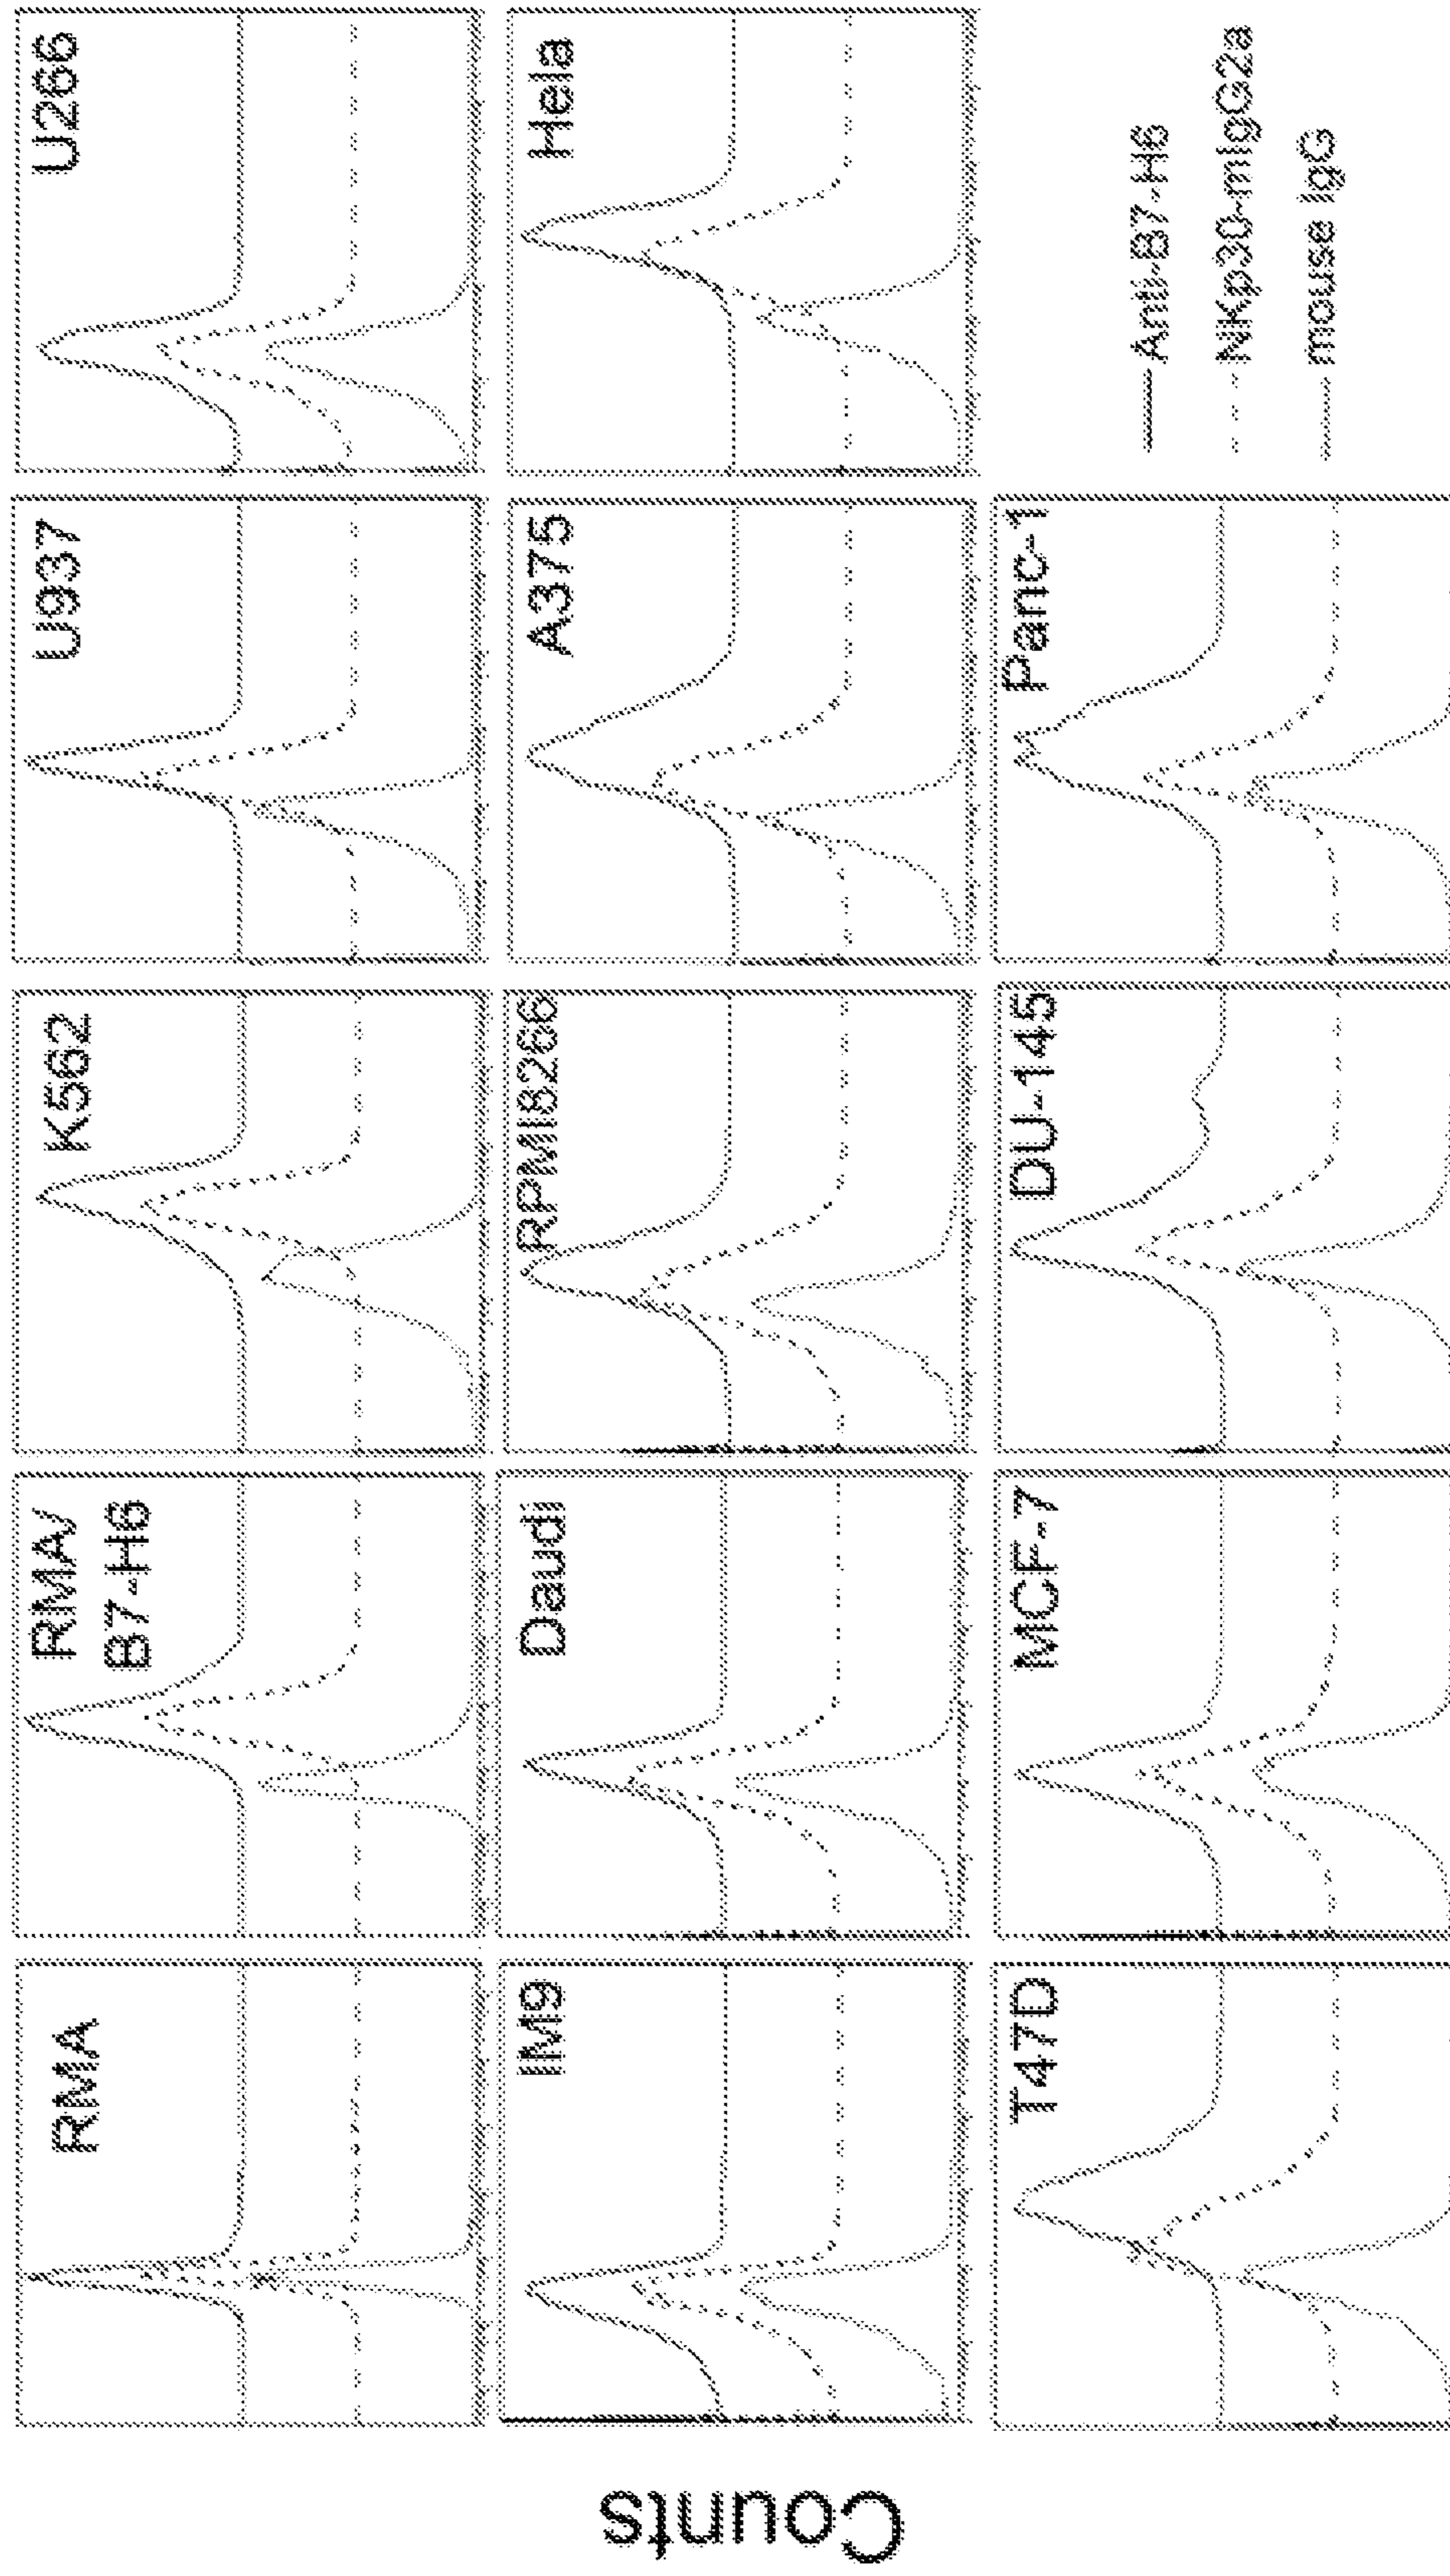 RMA
RMA/
B7-H6
K562
U937
U266
IM9
Daudi
RPMI8266
A375
Hela
T47D
MCF-7
DU-145
Panc-1
Anti-B7-H6
NKp30-mIgG2a
mouse IgG
Counts